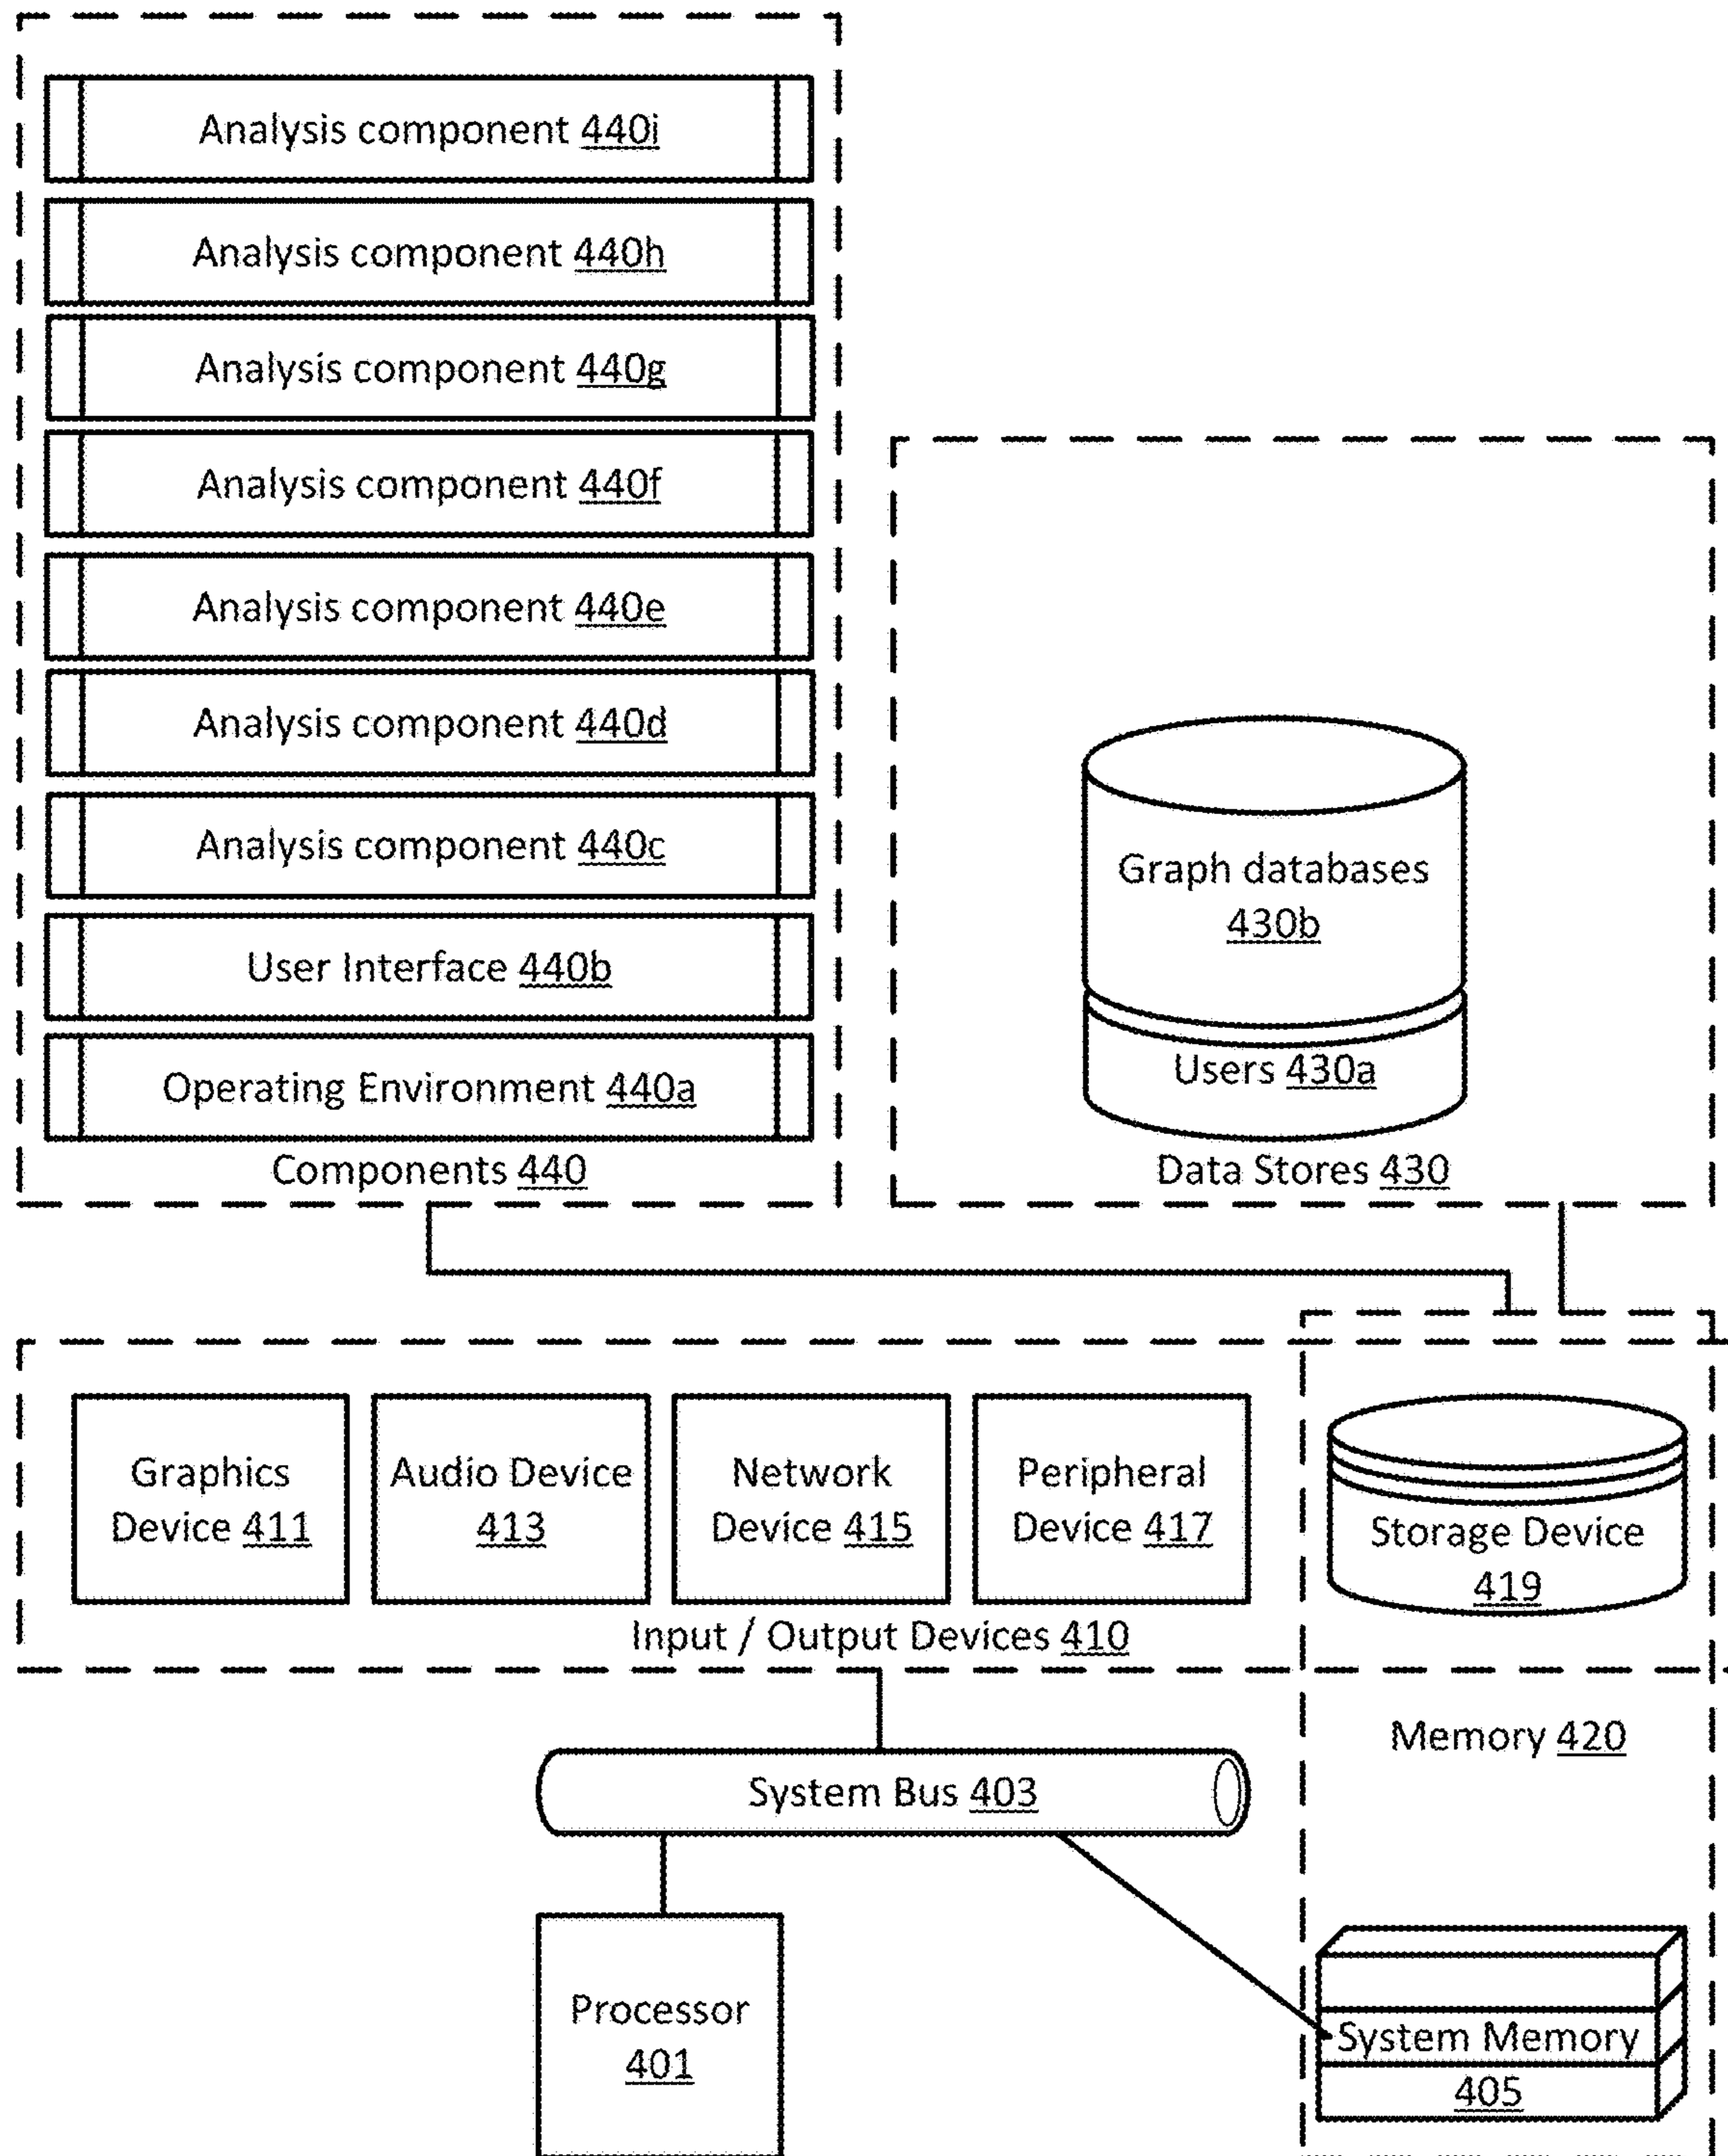 Analysis component 440i
Analysis component 440h
Analysis component 440g
Analysis component 440f
Analysis component 440e
Analysis component 440d
Analysis component 440c
User Interface 440b
Operating Environment 440a
Components 440
Graph databases
430b
Users 430a
Data Stores 430
Graphics
Device 411
Audio Device
413
Network
Device 415
Peripheral
Device 417
Storage Device
419
Input / Output Devices 410
Memory 420
System Bus 403
Processor
401
System Memory
405